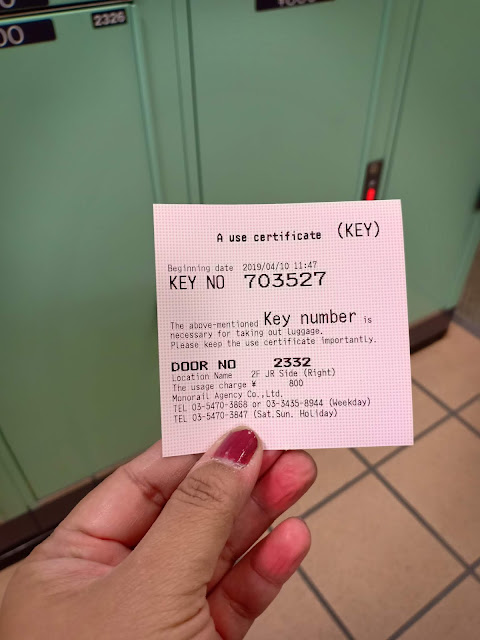 00
2326
A use certificate (KEY)
Beginning date 2019/04/10 11:47
KEY NO 703527
The above-mentioned Key number is
necessary for taking out luggage.
Please keep the use certificate importantly.
DOOR NO 2332
Location Name 2F JR Side (Right)
The usage charge ¥ 800
Monorail Agency Co.,Ltd.
TEL 03-5470-3868 or 03-3435-8944 (Weekday)
TEL 03-5470-3847 (Sat.Sun. Holiday)